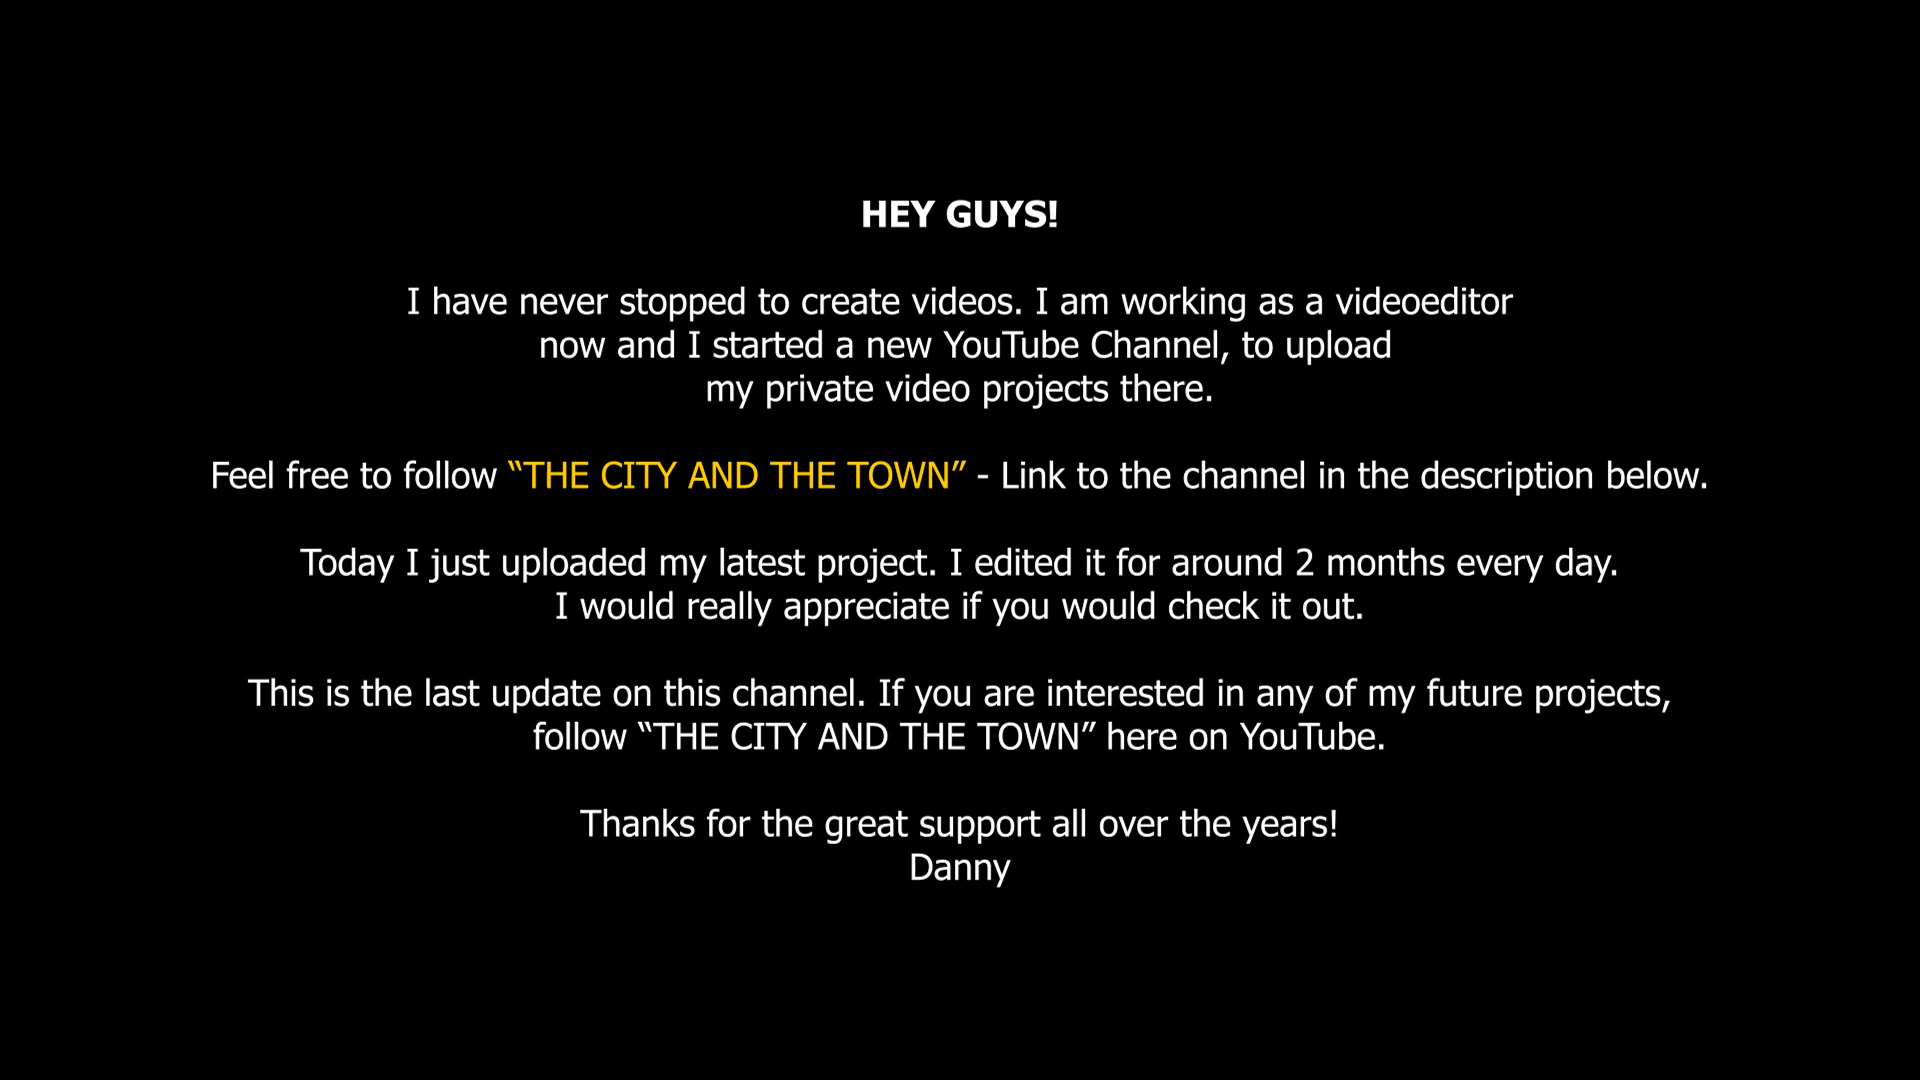 HEY GUYS!
I have never stopped to create videos. I am working as a videoeditor
now and I started a new YouTube Channel, to upload
my private video projects there.
Feel free to follow “THE CITY AND THE TOWN” - Link to the channel in the description below.
Today I just uploaded my latest project. I edited it for around 2 months every day.
I would really appreciate if you would check it out.
This is the last update on this channel. If you are interested in any of my future projects,
follow “THE CITY AND THE TOWN” here on YouTube.
Thanks for the great support all over the years!
Danny